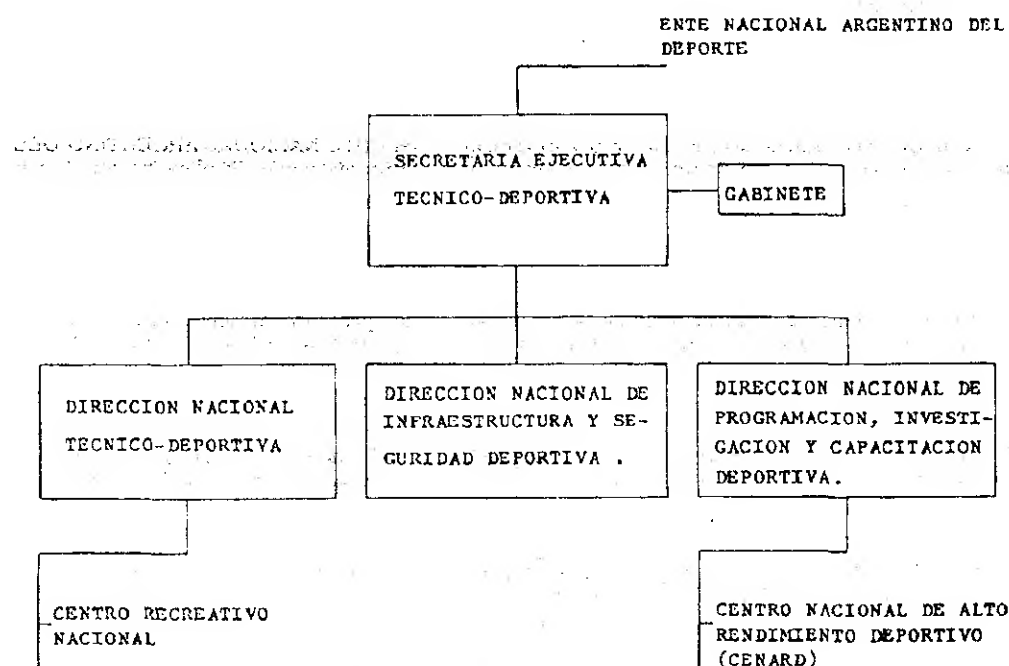 ENTE NACIONAL ARGENTINO DEL
DEPORTE
SECRETARIA EJECUTIVA
TECNICO-DEPORTIVA
GABINETE
DIRECCION NACIONAL
TECNICO-DEPORTIVA
DIRECCION NACIONAL DE
INFRAESTRUCTURA Y SE-
GURIDAD DEPORTIVA .
DIRECCION NACIONAL DE
PROGRAMACION, INVESTI-
GACION Y CAPACITACION
DEPORTIVA.
CENTRO RECREATIVO
NACIONAL
CENTRO NACIONAL DE ALTO
RENDIMIENTO DEPORTIVO
(CENARD)